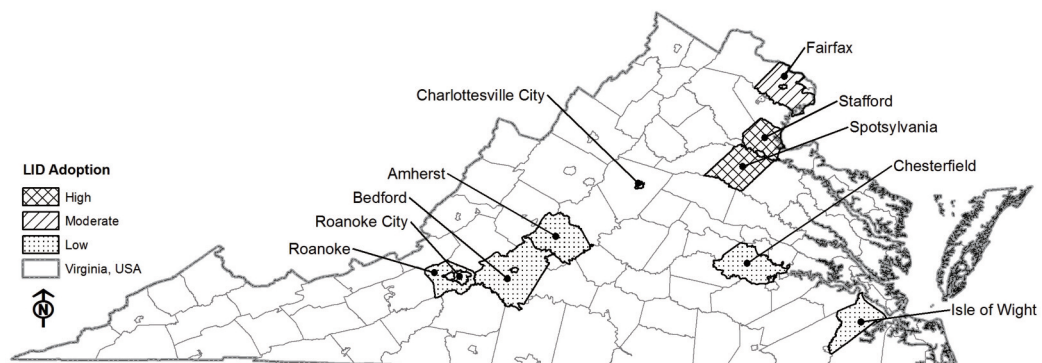 Fairfax
Charlottesville City
Stafford
Spotsylvania
LID Adoption
High
Moderate
Low
Virginia, USA
N
Amherst
Bedford
Roanoke City
Roanoke
Chesterfield
Isle of Wight